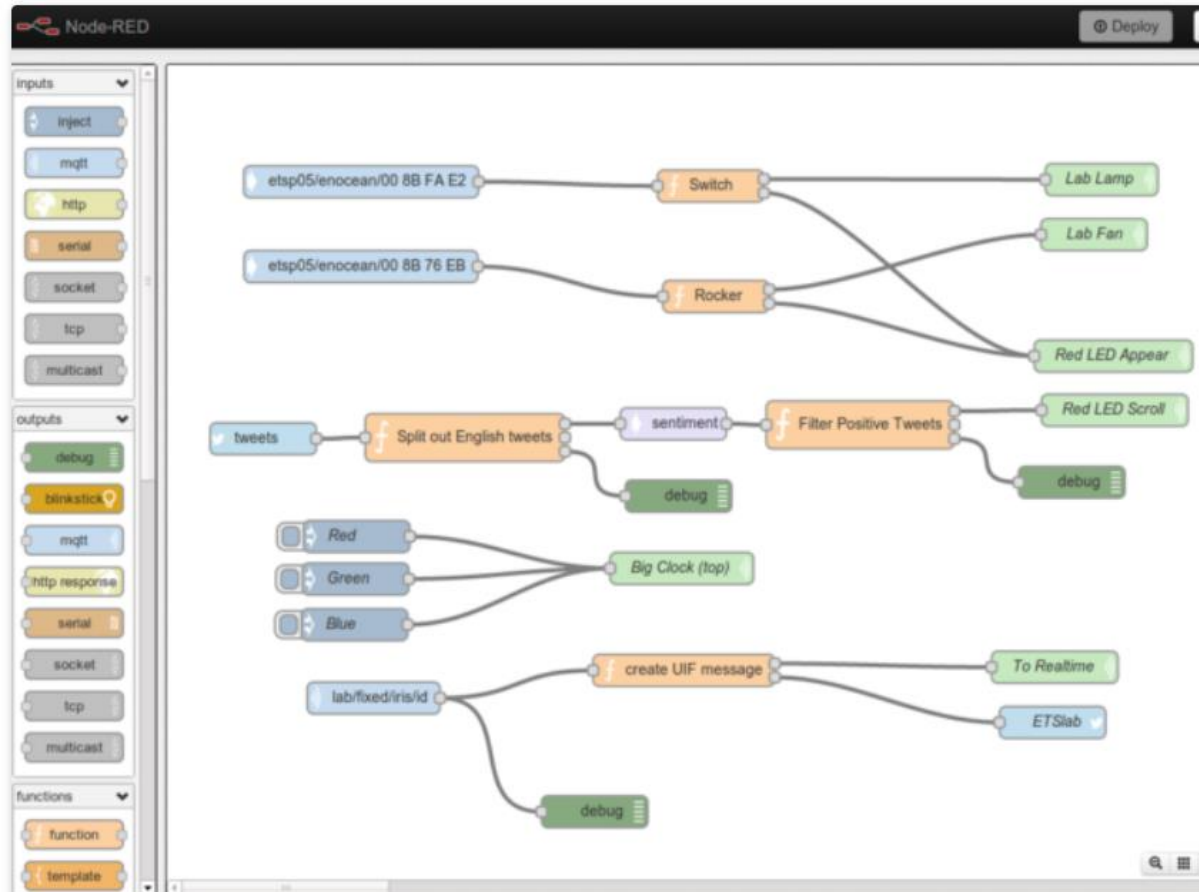 Node-RED
Deploy
inputs
inject
mqtt
http
serial
socket
tcp
multicast
outputs
debug
blinkstick
mqtt
http response
serial
socket
tcp
multicast
functions
function
template
etsp05/enocean/00 8B FA E2
Switch
Lab Lamp
Lab Fan
etsp05/enocean/00 8B 76 EB
Rocker
Red LED Appear
tweets
Split out English tweets
sentiment
Filter Positive Tweets
Red LED Scroll
debug
debug
Red
Green
Blue
Big Clock (top)
lab/fixed/iris/id
create UIF message
To Realtime
ETSlab
debug